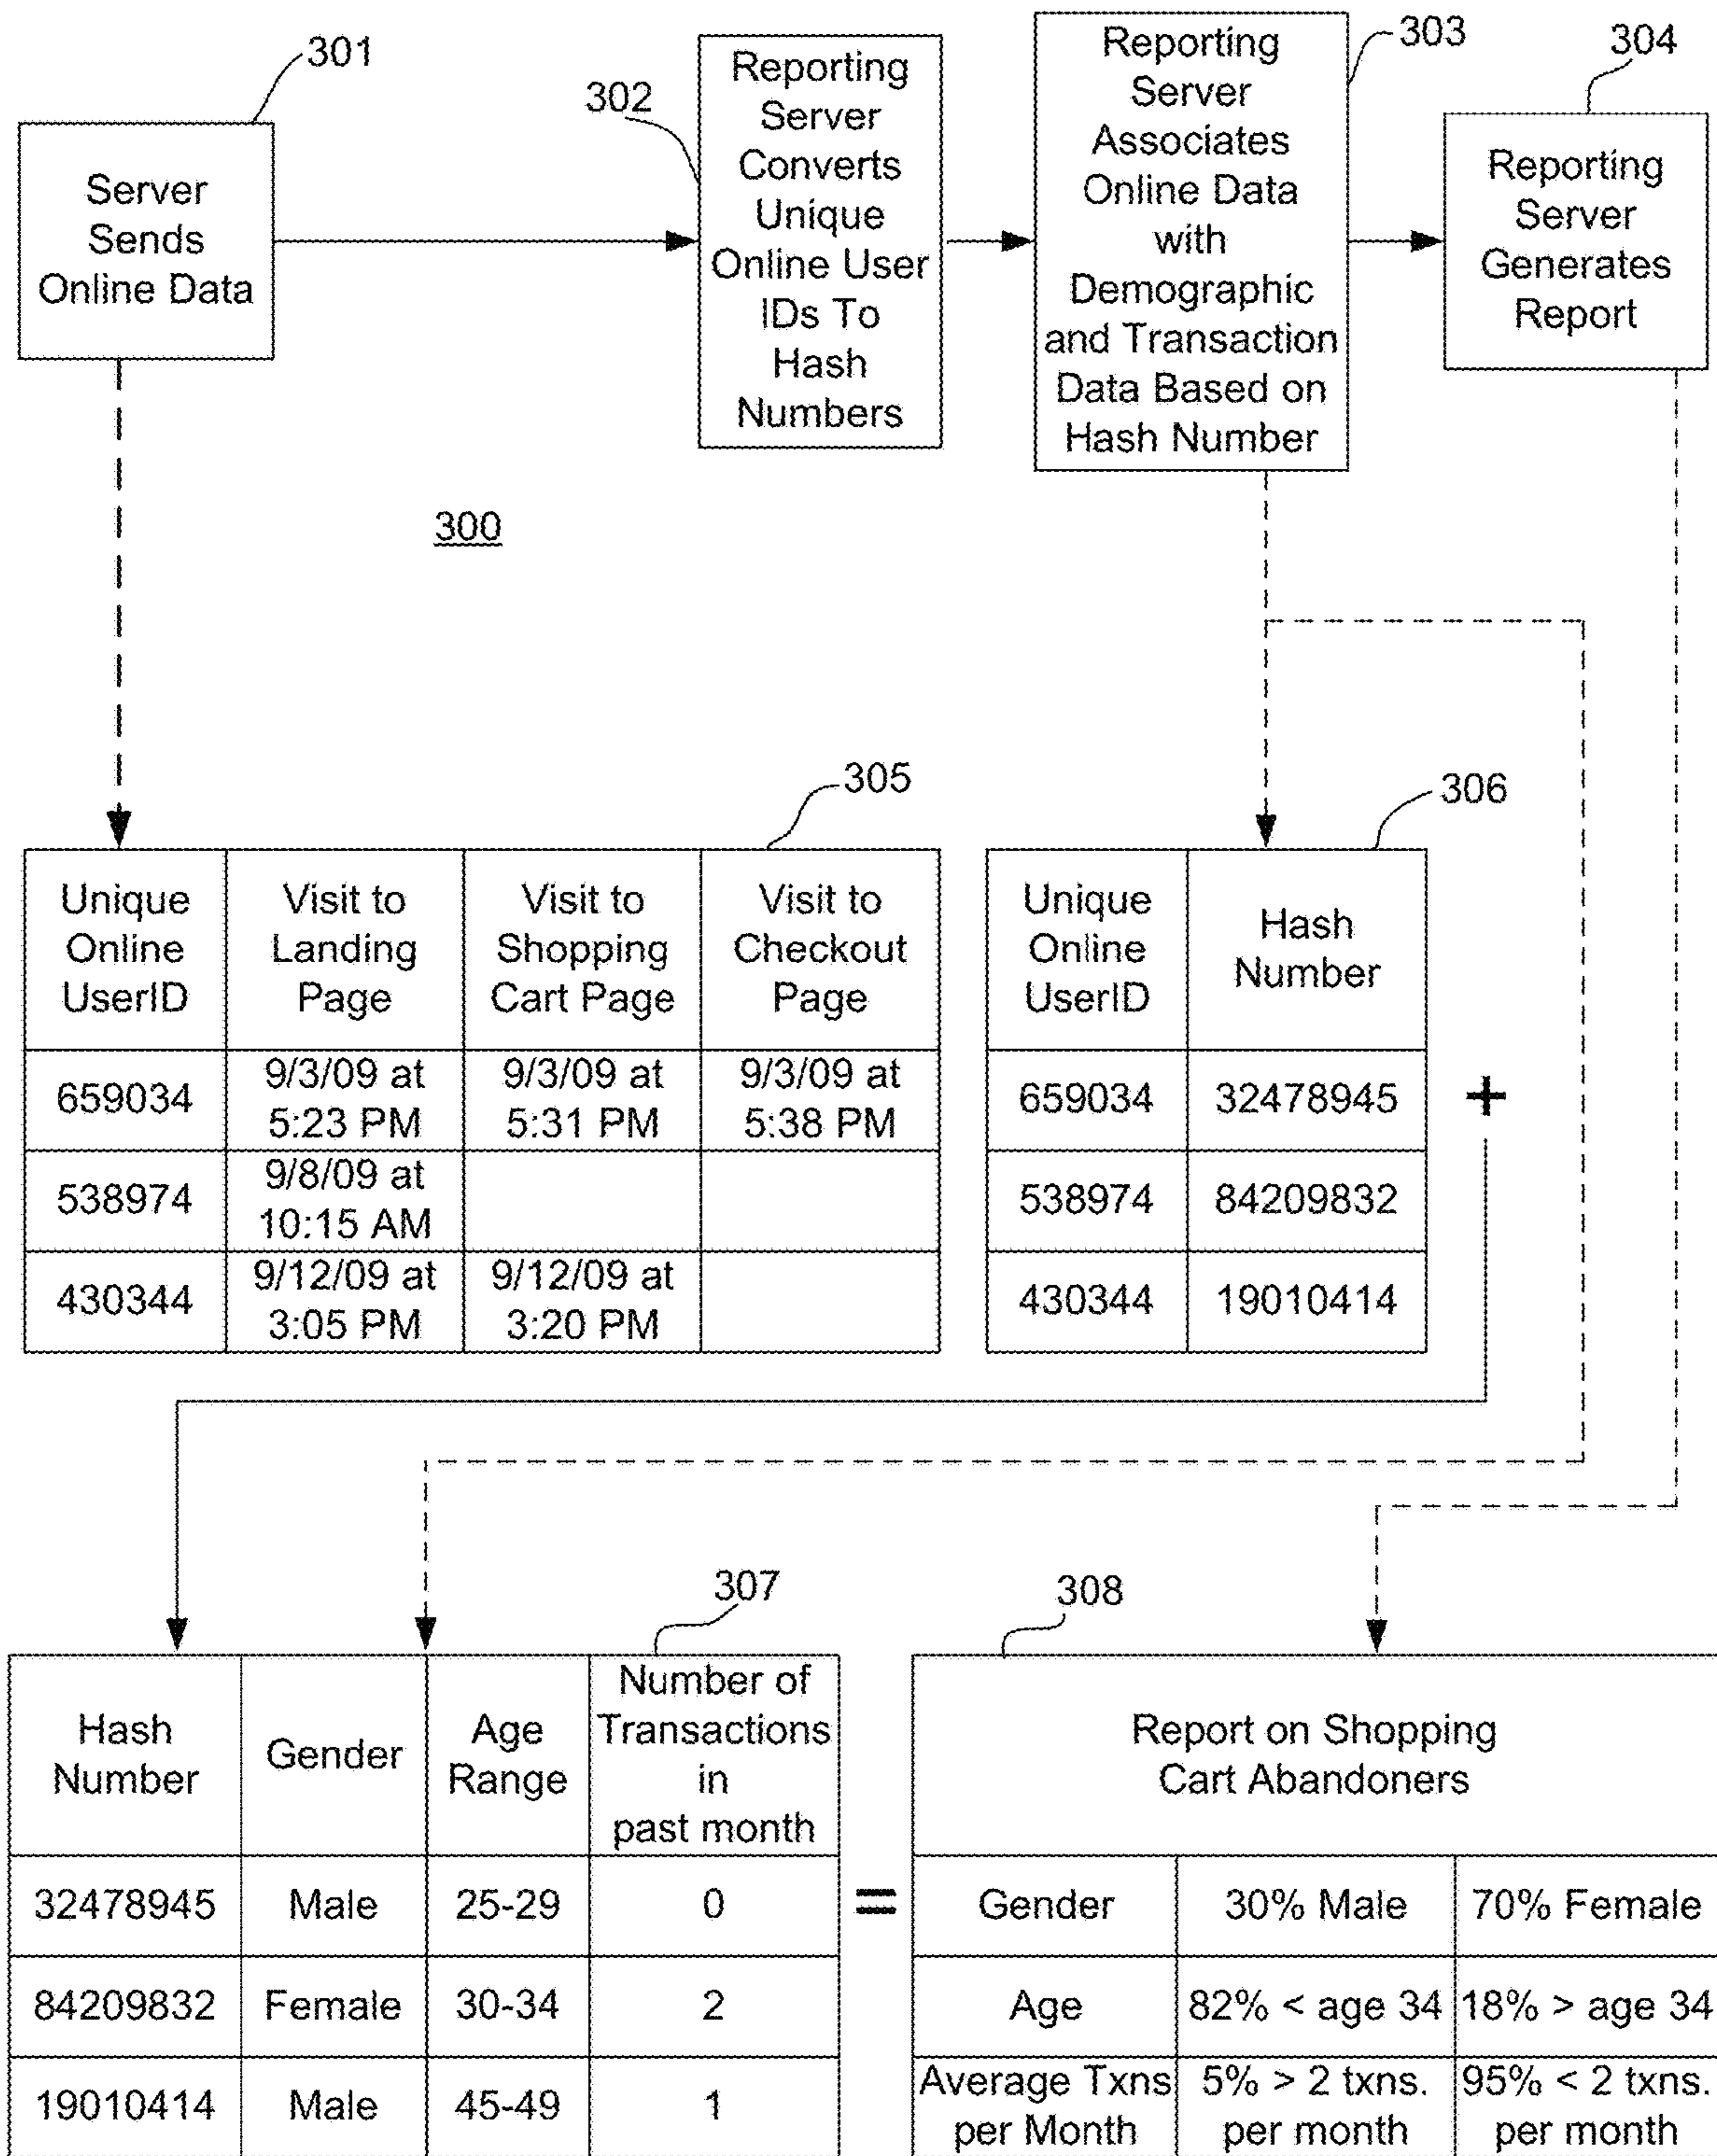 301
Server
Sends
Online Data
302
Reporting
Server
Converts
Unique
Online User
IDs To
Hash
Numbers
303
Reporting
Server
Associates
Online Data
with
Demographic
and Transaction
Data Based on
Hash Number
304
Reporting
Server
Generates
Report
300
305
Unique
Online
UserID
Visit to
Landing
Page
Visit to
Shopping
Cart Page
Visit to
Checkout
Page
659034
9/3/09 at
5:23 PM
9/3/09 at
5:31 PM
9/3/09 at
5:38 PM
538974
9/8/09 at
10:15 AM
430344
9/12/09 at
3:05 PM
9/12/09 at
3:20 PM
306
Unique
Online
UserID
Hash
Number
659034
32478945
538974
84209832
430344
19010414
+
307
Hash
Number
Gender
Age
Range
Number of
Transactions
in
past month
32478945
Male
25-29
0
84209832
Female
30-34
2
19010414
Male
45-49
1
=
308
Report on Shopping
Cart Abandoners
Gender
30% Male
70% Female
Age
82% < age 34
18% > age 34
Average Txns
per Month
5% > 2 txns.
per month
95% < 2 txns.
per month